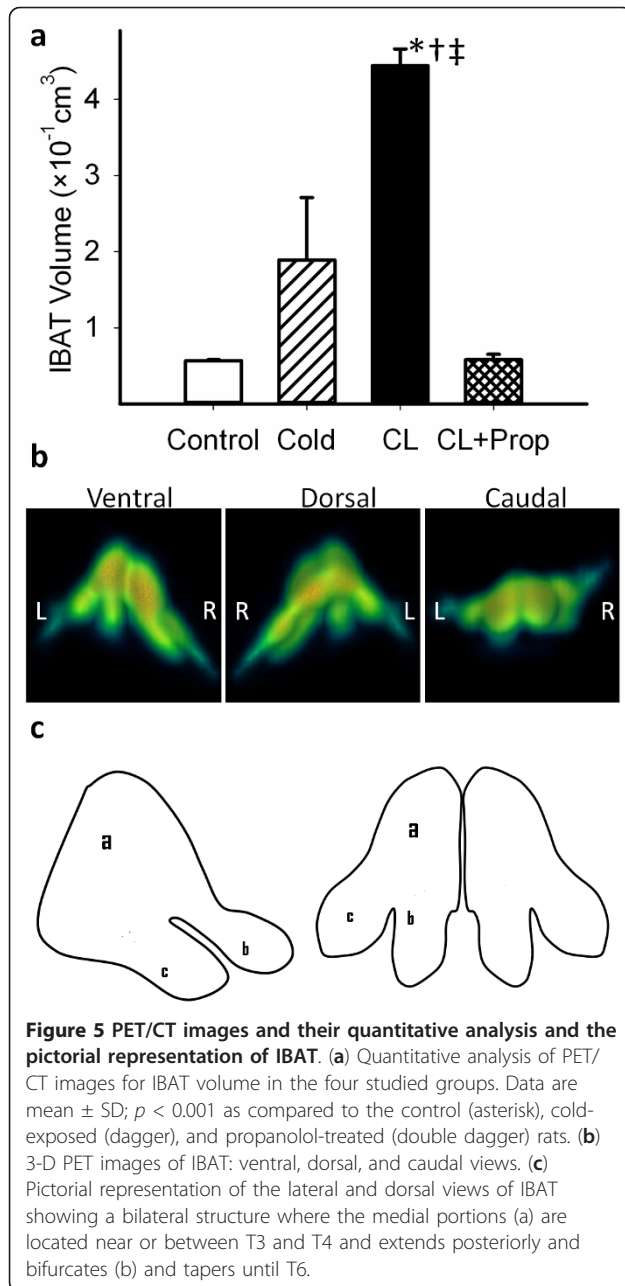 a
IBAT Volume (×10⁻¹cm³)
4
3
2
1
*†‡
Control Cold CL CL+Prop
b
Ventral Dorsal Caudal
L R R L L R
c
a a
c b c b
Figure 5 PET/CT images and their quantitative analysis and the
pictorial representation of IBAT. (a) Quantitative analysis of PET/
CT images for IBAT volume in the four studied groups. Data are
mean ± SD; p < 0.001 as compared to the control (asterisk), cold-
exposed (dagger), and propanolol-treated (double dagger) rats. (b)
3-D PET images of IBAT: ventral, dorsal, and caudal views. (c)
Pictorial representation of the lateral and dorsal views of IBAT
showing a bilateral structure where the medial portions (a) are
located near or between T3 and T4 and extends posteriorly and
bifurcates (b) and tapers until T6.